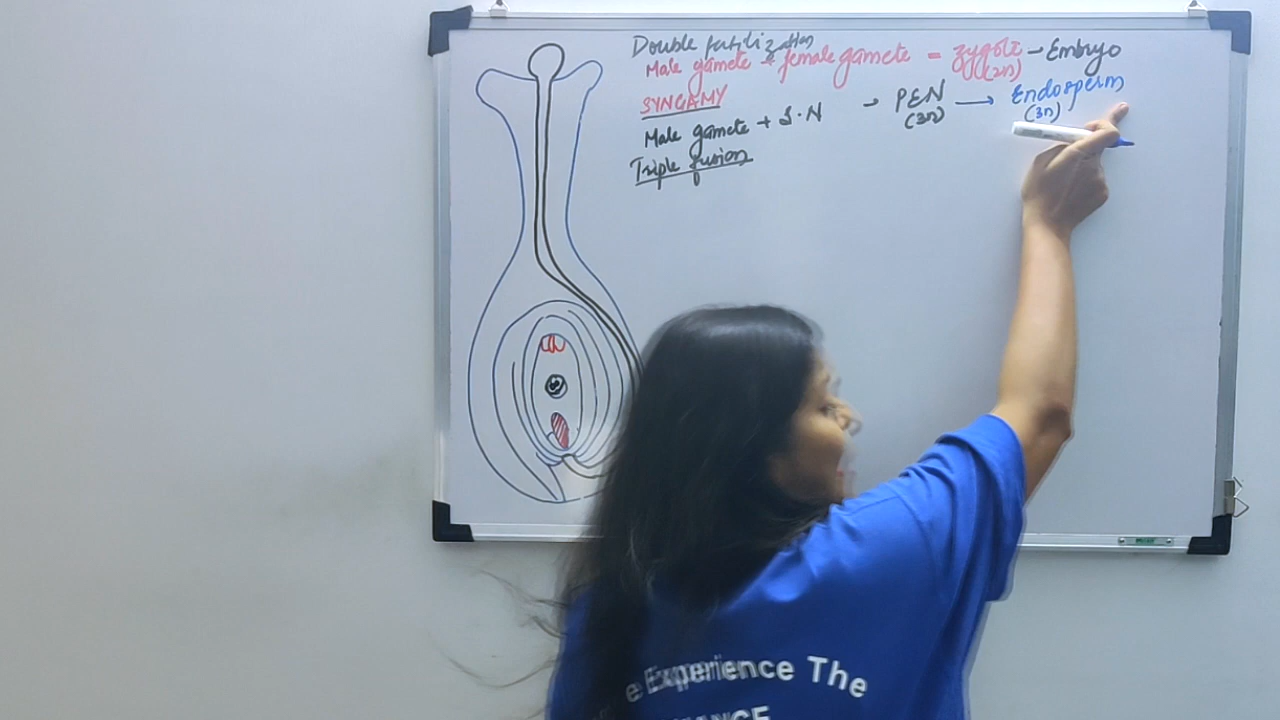 Double fertilization
Male gamete + female gamete = zygote - Embryo
(2n)
SYNGAMY
Male gamete + S.N → PEN → Endosperm
(3n) (3n)
Triple fusion
e Experience The